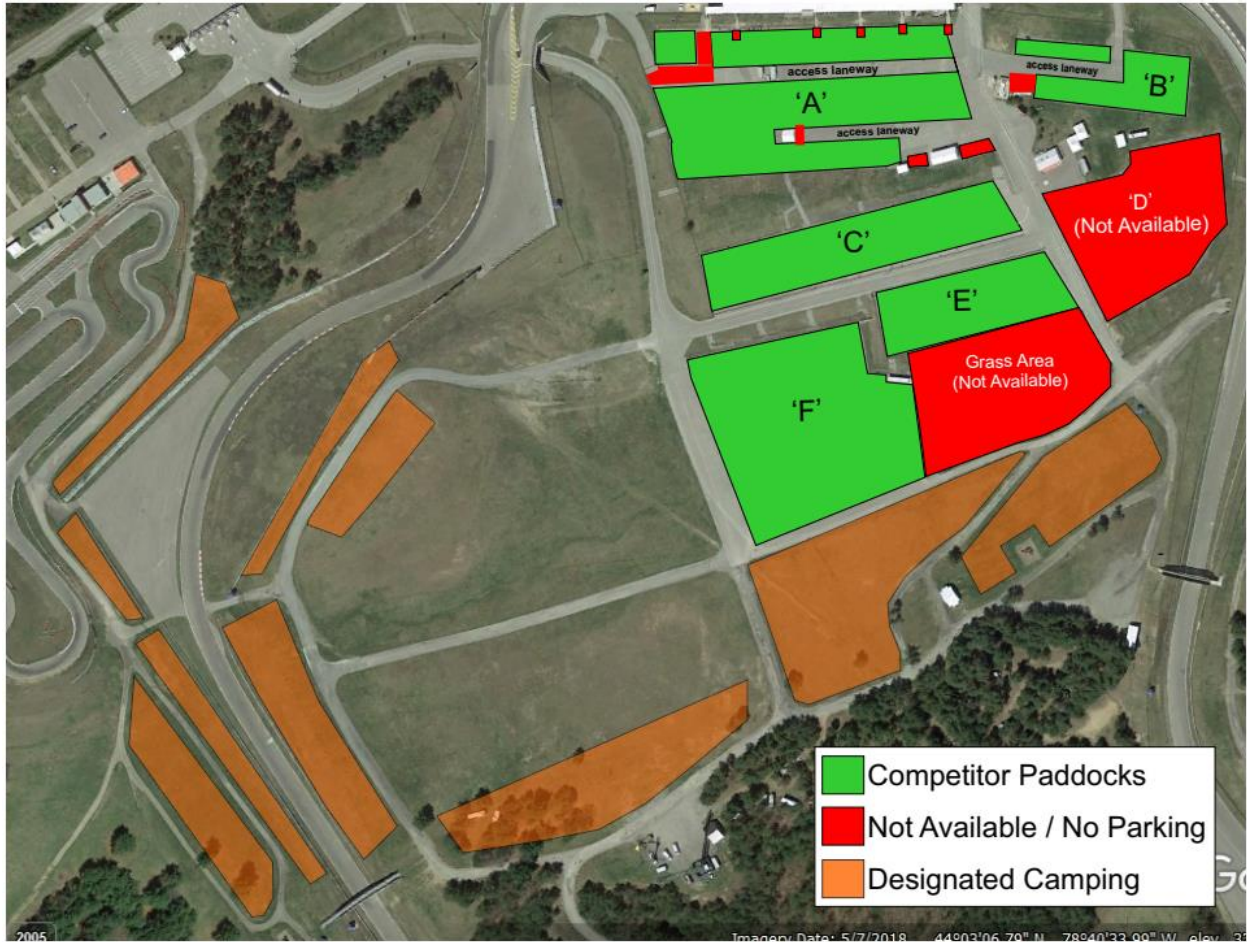 access laneway
access laneway
'B'
'A'
access laneway
'D'
(Not Available)
'C'
'E'
Grass Area
(Not Available)
'F'
Competitor Paddocks
Not Available / No Parking
Designated Camping
2005
Imagery Date: 5/7/2018 44°03'06.79" N 78°40'33.99" W elev